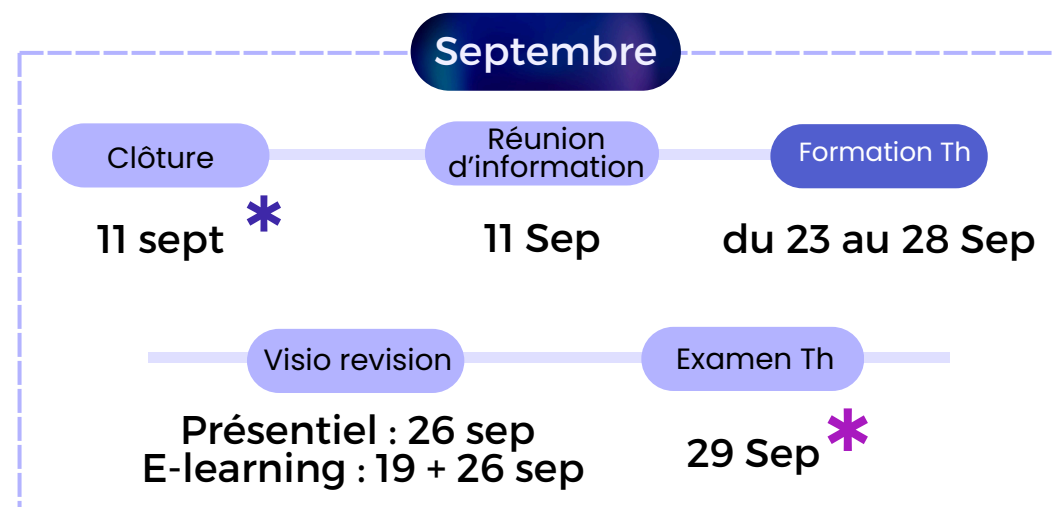 Septembre
Clôture
Réunion
d'information
Formation Th
11 sept *
11 Sep
du 23 au 28 Sep
Visio revision
Examen Th
Présentiel : 26 sep
E-learning : 19 + 26 sep
29 Sep *